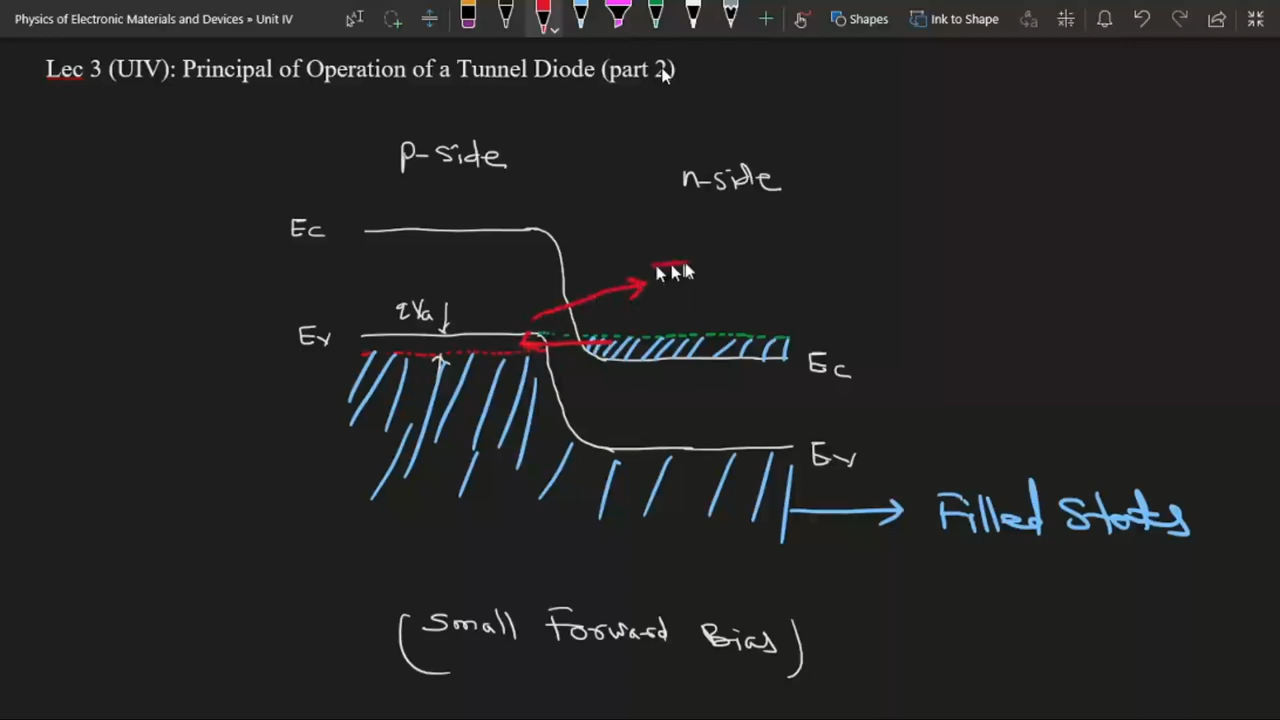 Physics of Electronic Materials and Devices » Unit IV
Shapes
Ink to Shape
Lec 3 (UIV): Principal of Operation of a Tunnel Diode (part 2)
p-side
n-side
Ec
qVa
Ev
Ec
Ev
Filled States
(Small Forward Bias)